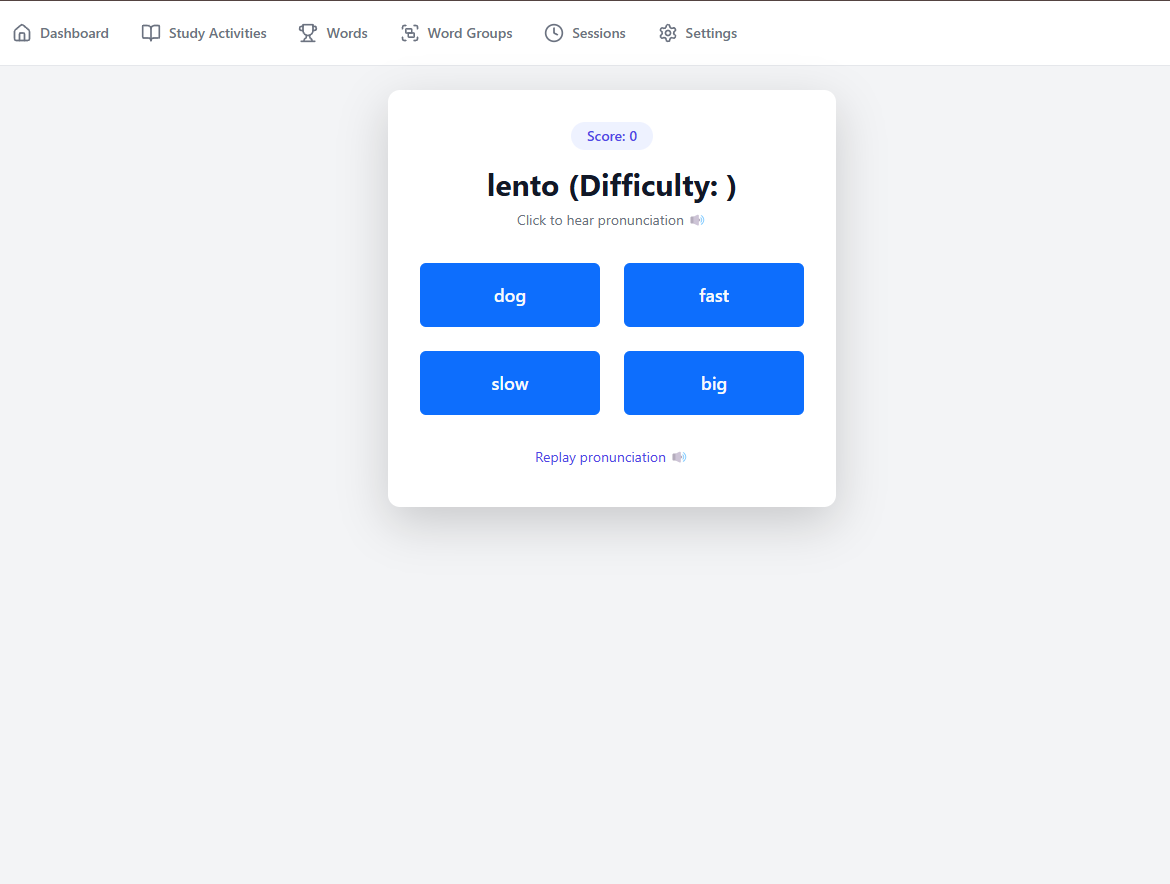 Dashboard Study Activities Words Word Groups Sessions Settings
Score: 0
lento (Difficulty: )
Click to hear pronunciation 🔊
dog fast
slow big
Replay pronunciation 🔊